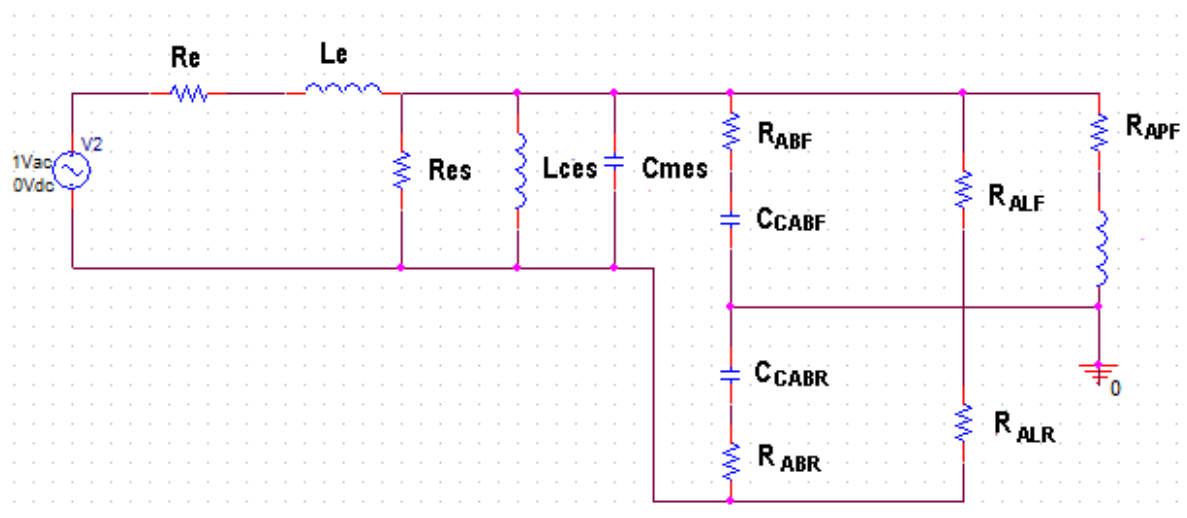 Re
Le
V2
1Vac
0Vdc
Res
Lces
Cmes
RABF
CCABF
RALF
RAPF
CCABR
RABR
RALR
0